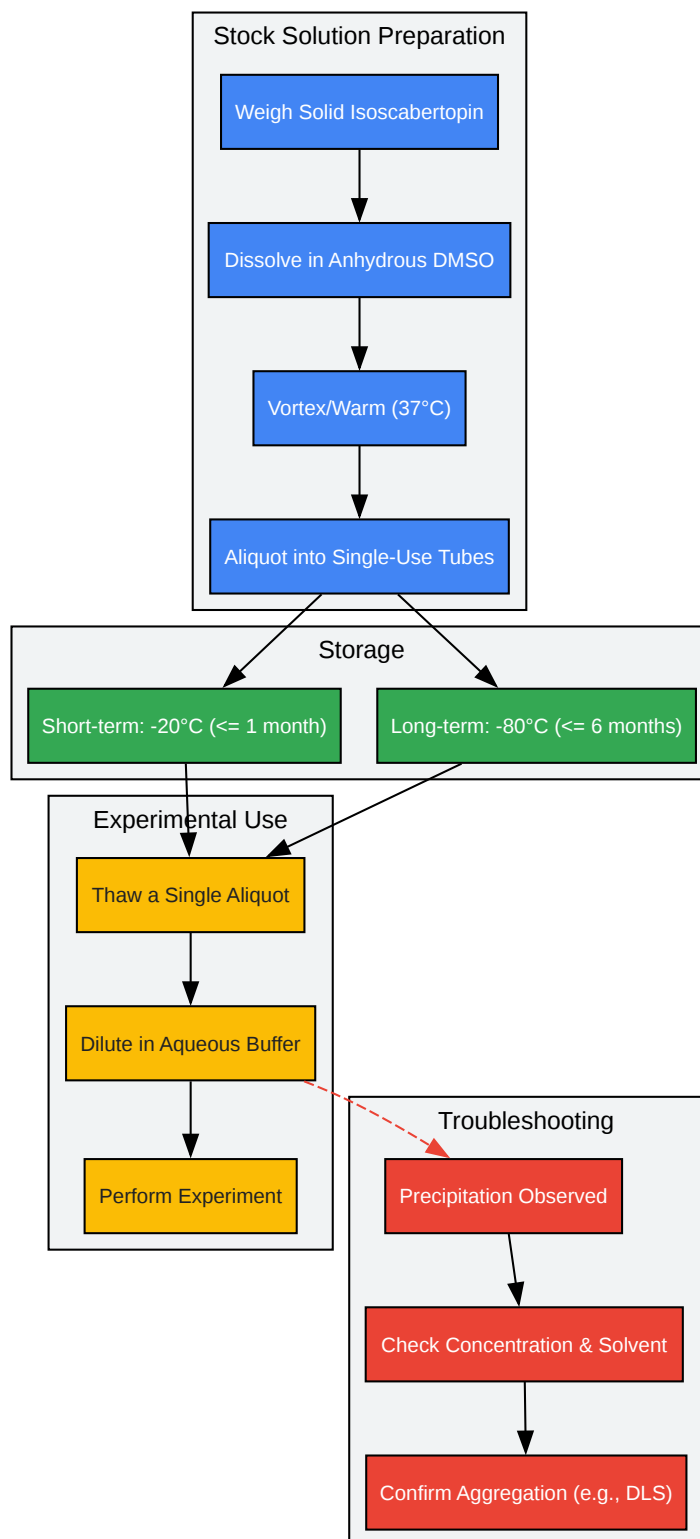 Stock Solution Preparation
Weigh Solid Isoscabertopin
Dissolve in Anhydrous DMSO
Vortex/Warm (37°C)
Aliquot into Single-Use Tubes
Storage
Short-term: -20°C (<= 1 month)
Long-term: -80°C (<= 6 months)
Experimental Use
Thaw a Single Aliquot
Dilute in Aqueous Buffer
Perform Experiment
Troubleshooting
Precipitation Observed
Check Concentration & Solvent
Confirm Aggregation (e.g., DLS)